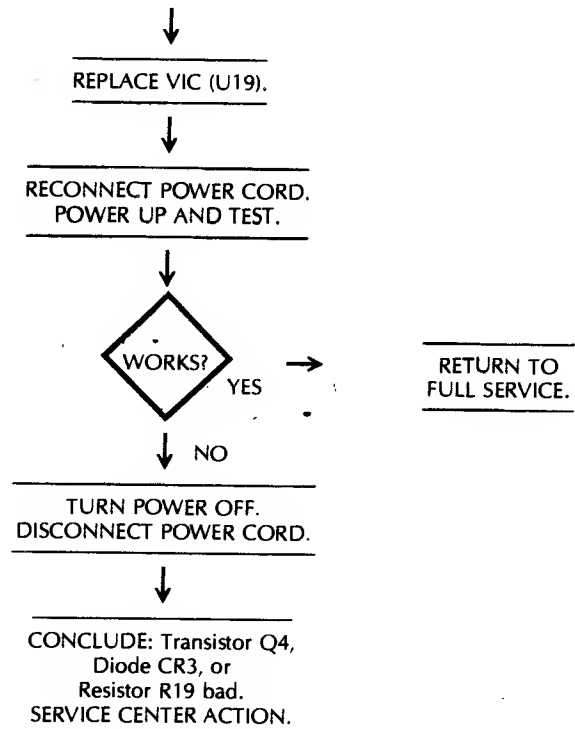 REPLACE VIC (U19).
RECONNECT POWER CORD.
POWER UP AND TEST.
WORKS?
YES
RETURN TO
FULL SERVICE.
NO
TURN POWER OFF.
DISCONNECT POWER CORD.
CONCLUDE: Transistor Q4,
Diode CR3, or
Resistor R19 bad.
SERVICE CENTER ACTION.